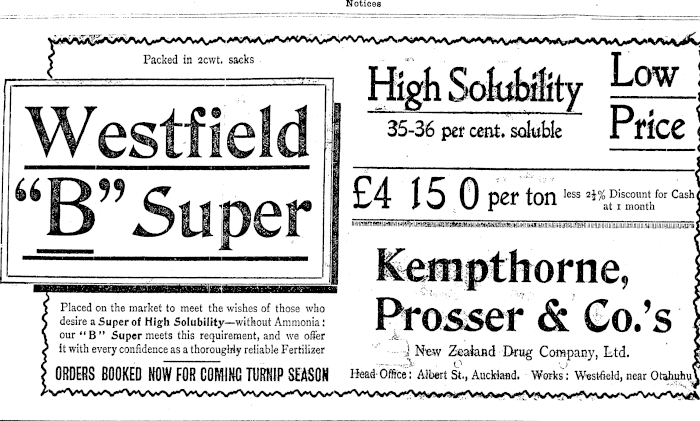 Notices
Packed in 2cwt. sacks
Westfield
"B" Super
Placed on the market to meet the wishes of those who
desire a Super of High Solubility—without Ammonia:
our "B" Super meets this requirement, and we offer
it with every confidence as a thoroughly reliable Fertilizer
ORDERS BOOKED NOW FOR COMING TURNIP SEASON
High Solubility
35-36 per cent. soluble
Low
Price
£4 15 0 per ton less 2½% Discount for Cash
at 1 month
Kempthorne,
Prosser & Co.'s
New Zealand Drug Company, Ltd.
Head Office: Albert St., Auckland. Works: Westfield, near Otahuhu